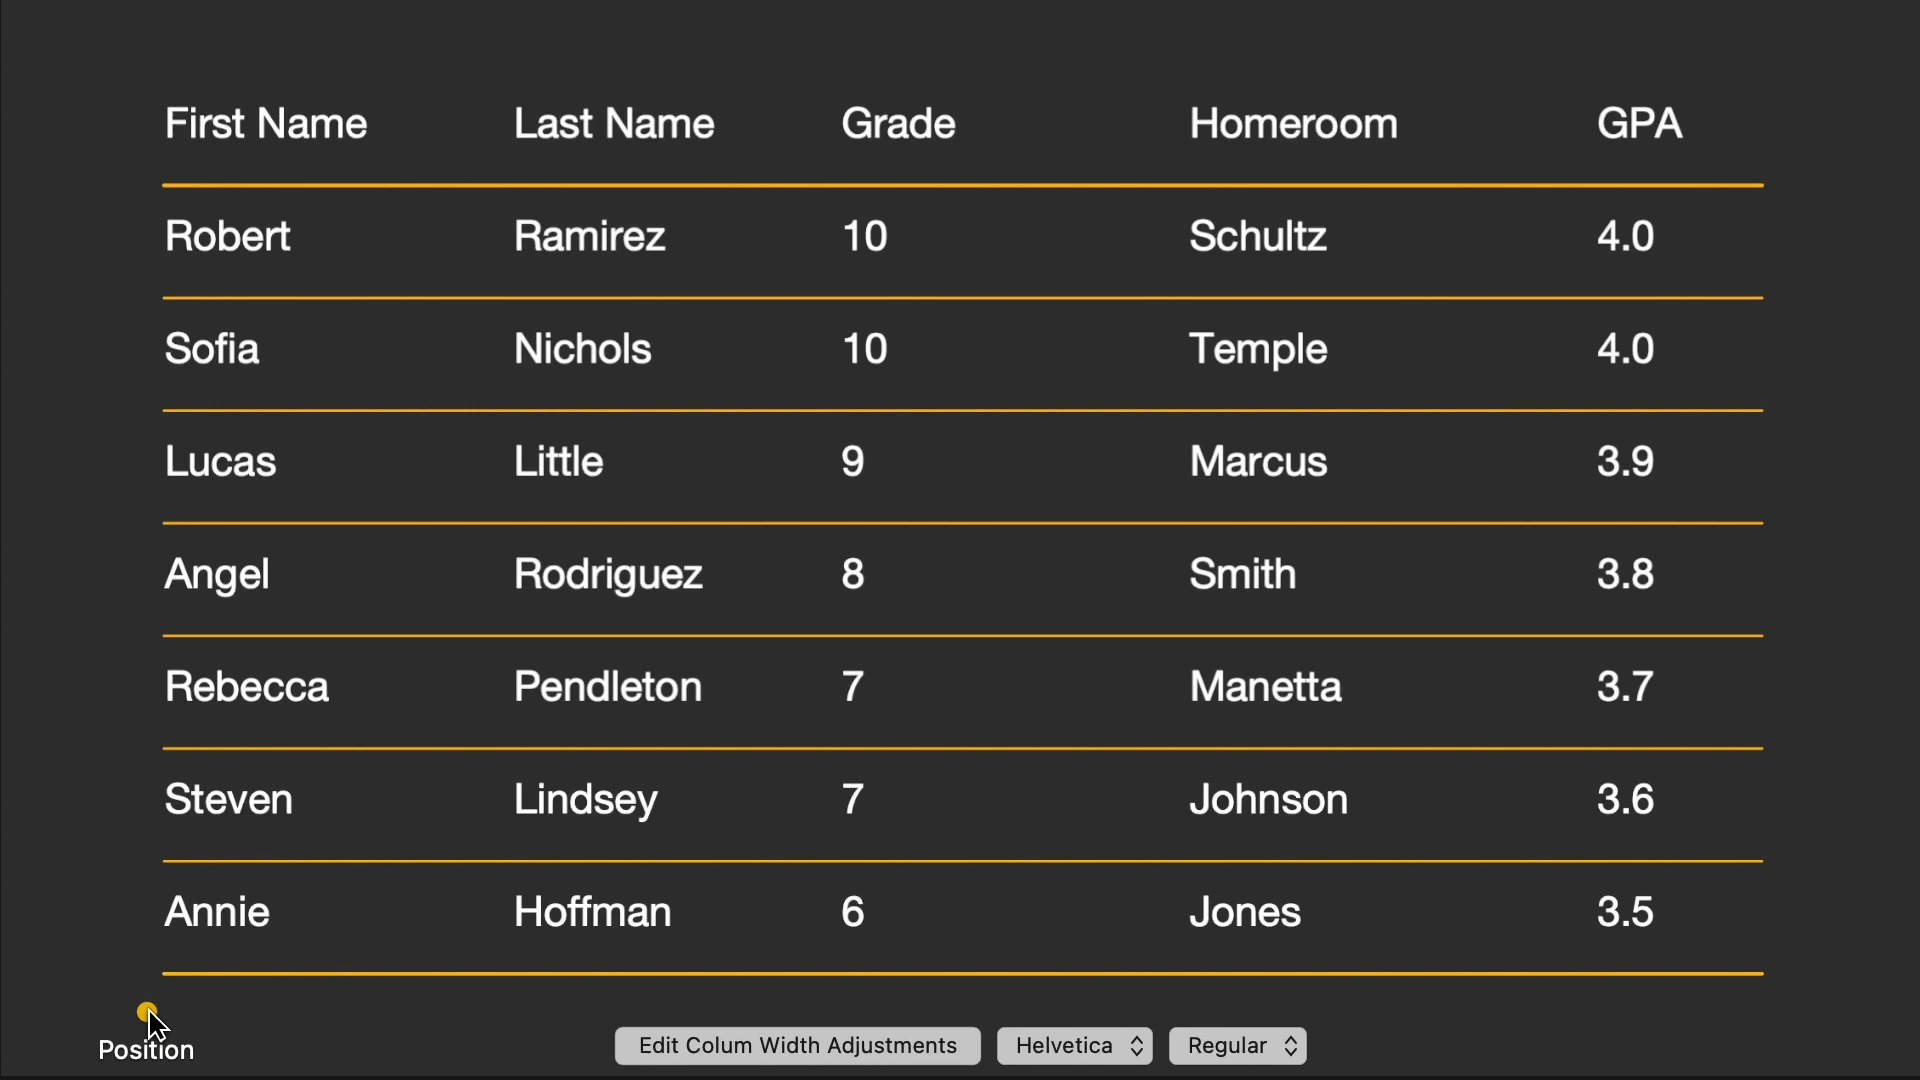 First Name Last Name Grade Homeroom GPA
Robert Ramirez 10 Schultz 4.0
Sofia Nichols 10 Temple 4.0
Lucas Little 9 Marcus 3.9
Angel Rodriguez 8 Smith 3.8
Rebecca Pendleton 7 Manetta 3.7
Steven Lindsey 7 Johnson 3.6
Annie Hoffman 6 Jones 3.5
Position Edit Colum Width Adjustments Helvetica Regular